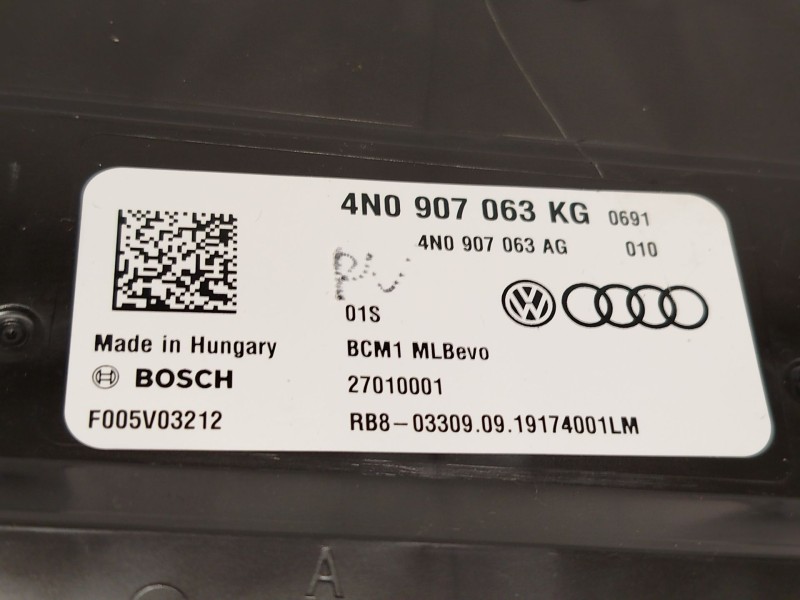 4N0 907 063 KG 0691
4N0 907 063 AG 010
01S
Made in Hungary
BOSCH
F005V03212
BCM1 MLBevo
27010001
RB8-03309.09.19174001LM
A